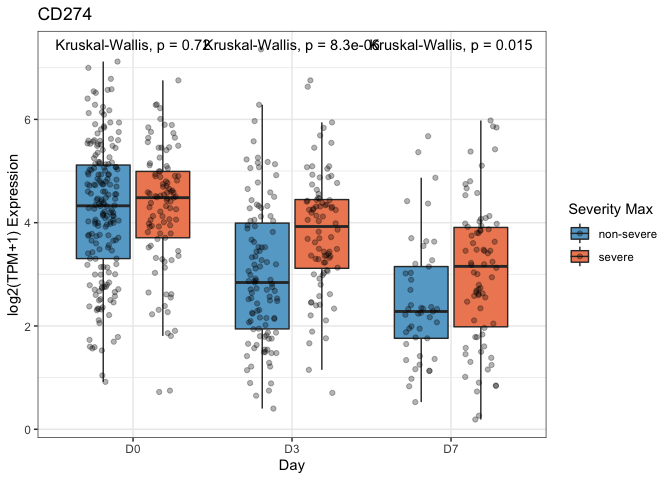 CD274
Kruskal-Wallis, p = 0.72
Kruskal-Wallis, p = 8.3e-06
Kruskal-Wallis, p = 0.015
log2(TPM+1) Expression
6
4
2
0
D0
D3
D7
Day
Severity Max
non-severe
severe